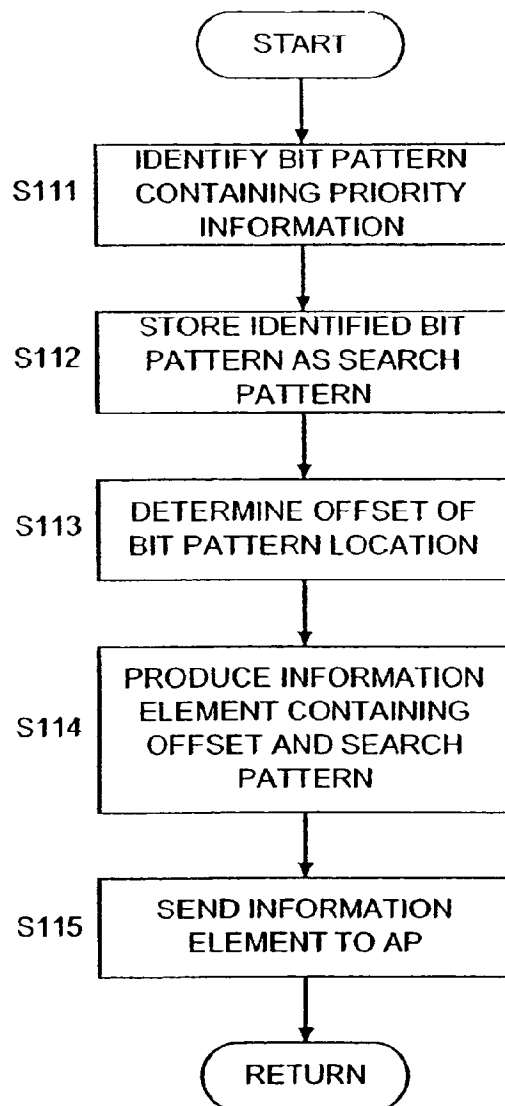 START
S111
IDENTIFY BIT PATTERN
CONTAINING PRIORITY
INFORMATION
S112
STORE IDENTIFIED BIT
PATTERN AS SEARCH
PATTERN
S113
DETERMINE OFFSET OF
BIT PATTERN LOCATION
S114
PRODUCE INFORMATION
ELEMENT CONTAINING
OFFSET AND SEARCH
PATTERN
S115
SEND INFORMATION
ELEMENT TO AP
RETURN